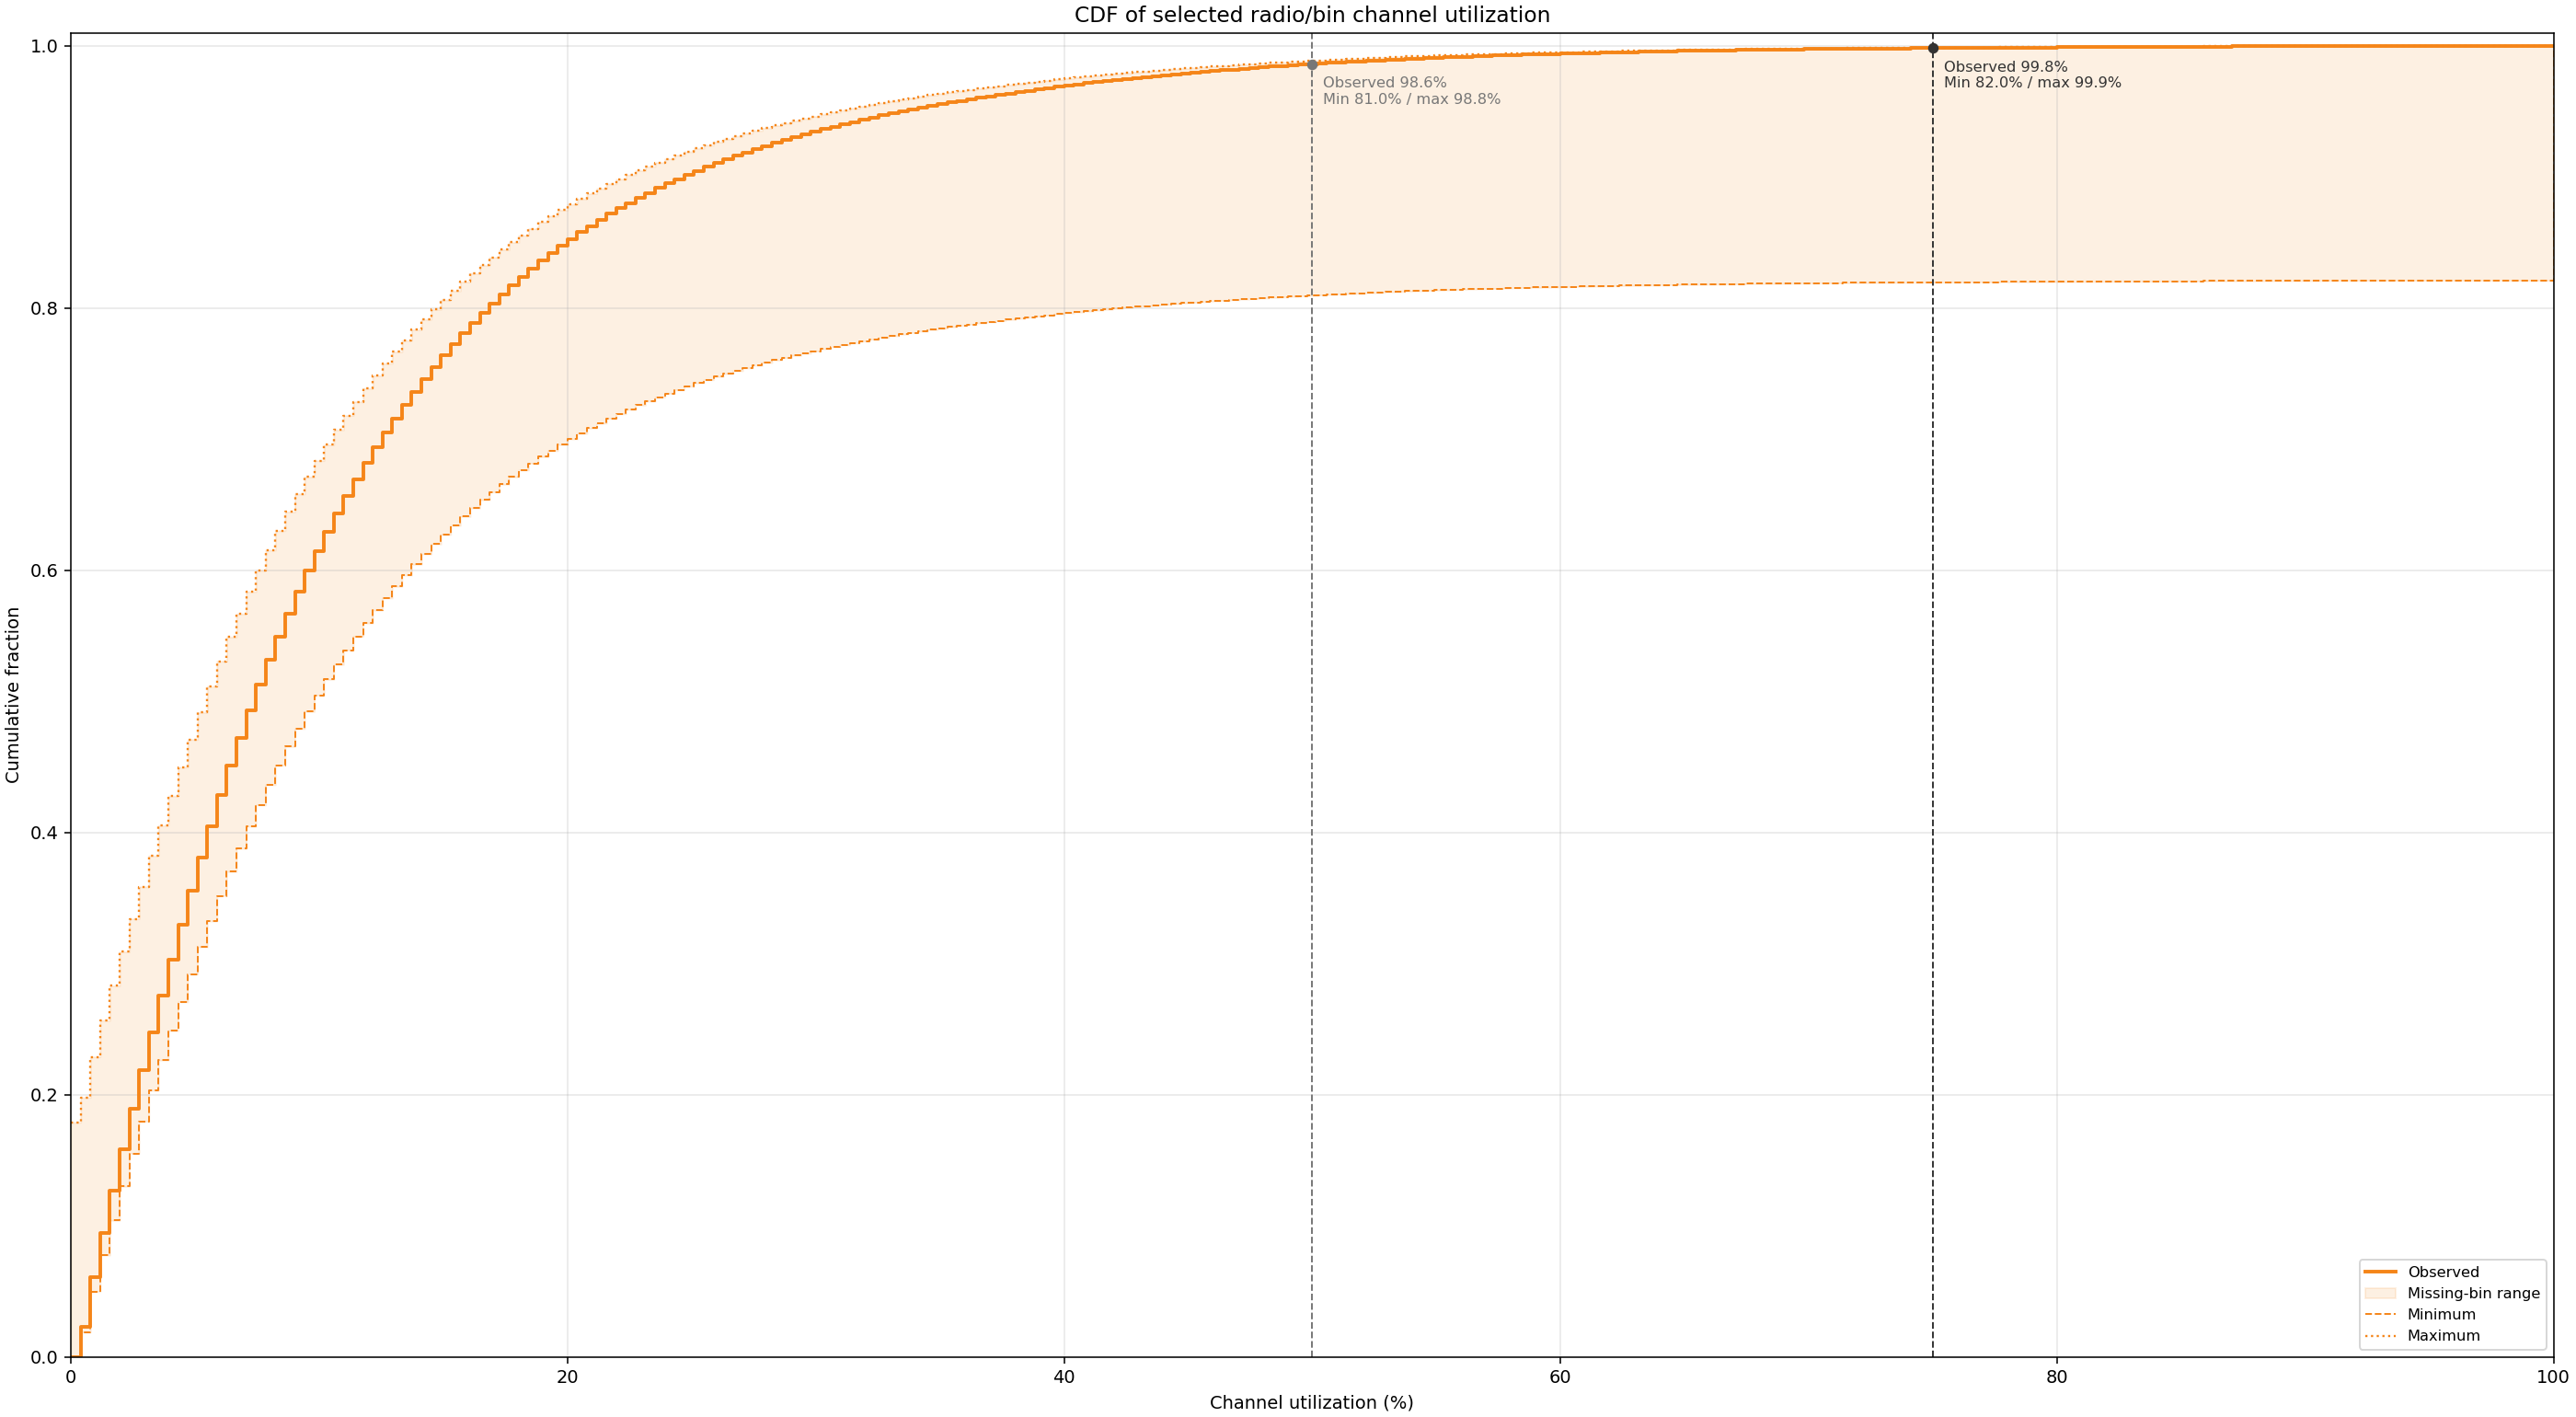 CDF of selected radio/bin channel utilization
1.0
0.8
0.6
0.4
0.2
0.0
Cumulative fraction
Observed 98.6%
Min 81.0% / max 98.8%
Observed 99.8%
Min 82.0% / max 99.9%
Observed
Missing-bin range
Minimum
Maximum
0 20 40 60 80 100
Channel utilization (%)